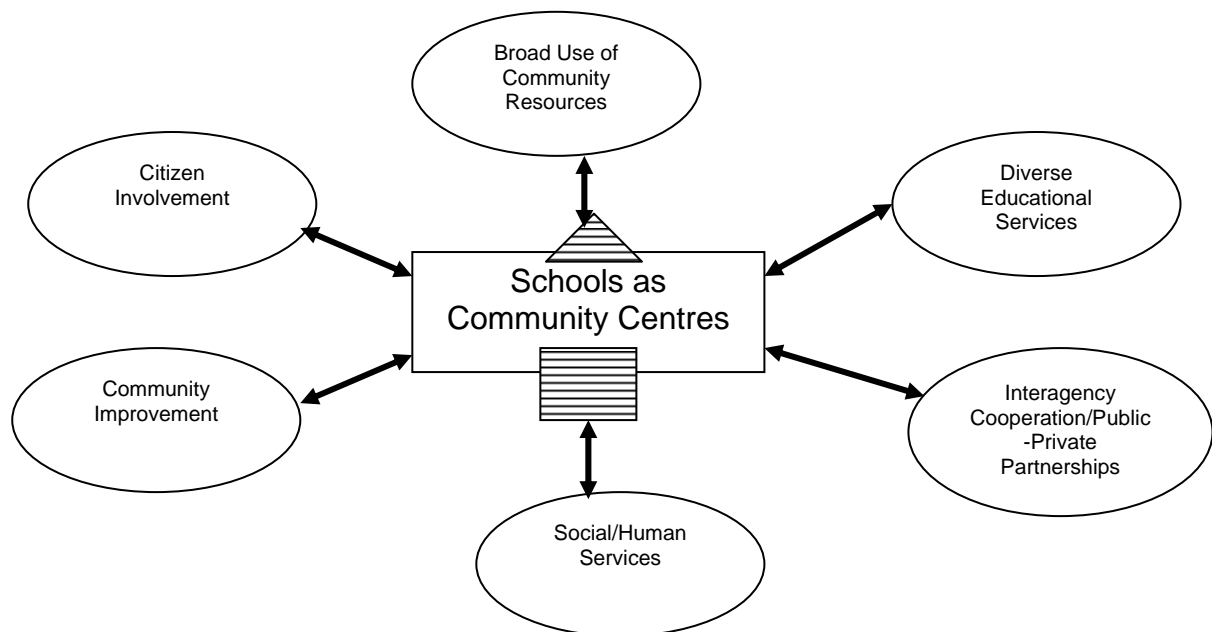 Broad Use of
Community
Resources
Citizen
Involvement
Diverse
Educational
Services
Schools as
Community Centres
Community
Improvement
Interagency
Cooperation/Public
-Private
Partnerships
Social/Human
Services